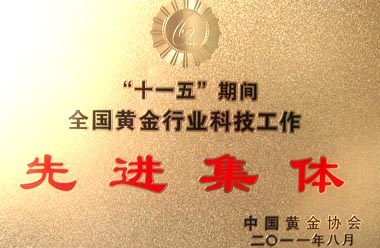 “十一五”期间
全国黄金行业科技工作
先进集体
中国黄金协会
二〇一一年八月